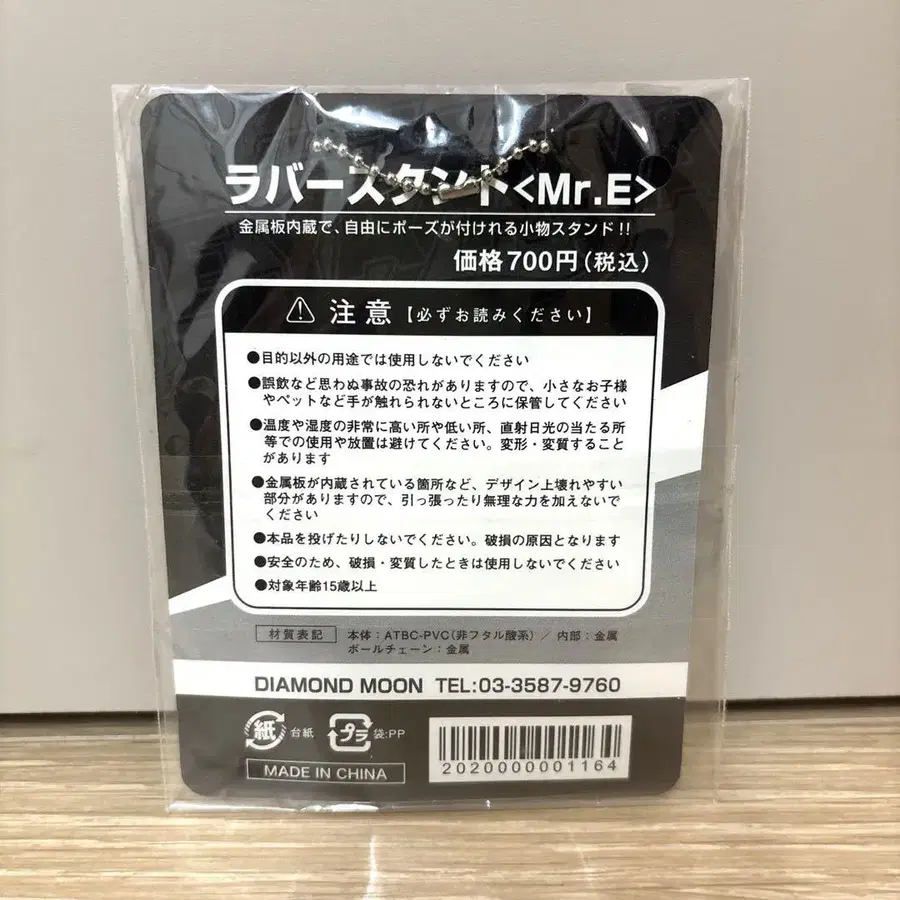 ラバースタンド<Mr.E>
金属板内蔵で、自由にポーズが付けれる小物スタンド!!
価格700円(税込)
注意【必ずお読みください】
●目的以外の用途では使用しないでください
●誤飲など思わぬ事故の恐れがありますので、小さなお子様
やペットなど手が触れられないところに保管してください
●温度や湿度の非常に高い所や低い所、直射日光の当たる所
等での使用や放置は避けてください。変形・変質すること
があります
●金属板が内蔵されている箇所など、デザイン上壊れやすい
部分がありますので、引っ張ったり無理な力を加えないで
ください
●本品を投げたりしないでください。破損の原因となります
●安全のため、破損・変質したときは使用しないでください
●対象年齢15歳以上
材質表記 本体:ATBC-PVC(非フタル酸系) / 内部:金属
ボールチェーン:金属
DIAMOND MOON TEL:03-3587-9760
紙 台紙 プラ 袋:PP
MADE IN CHINA
2020000001164